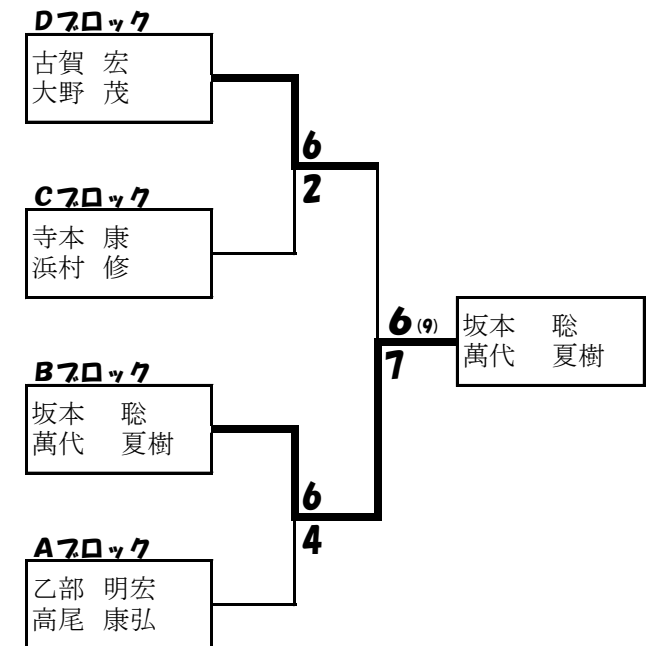 Dブロック
古賀 宏
大野 茂
6
2
Cブロック
寺本 康
浜村 修
6(9)
7
坂本 聡
萬代 夏樹
Bブロック
坂本 聡
萬代 夏樹
6
4
Aブロック
乙部 明宏
高尾 康弘